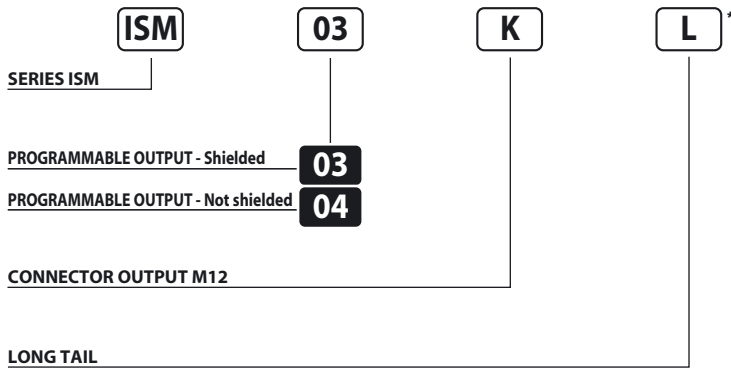 ISM 03 K L*
SERIES ISM
PROGRAMMABLE OUTPUT - Shielded 03
PROGRAMMABLE OUTPUT - Not shielded 04
CONNECTOR OUTPUT M12
LONG TAIL